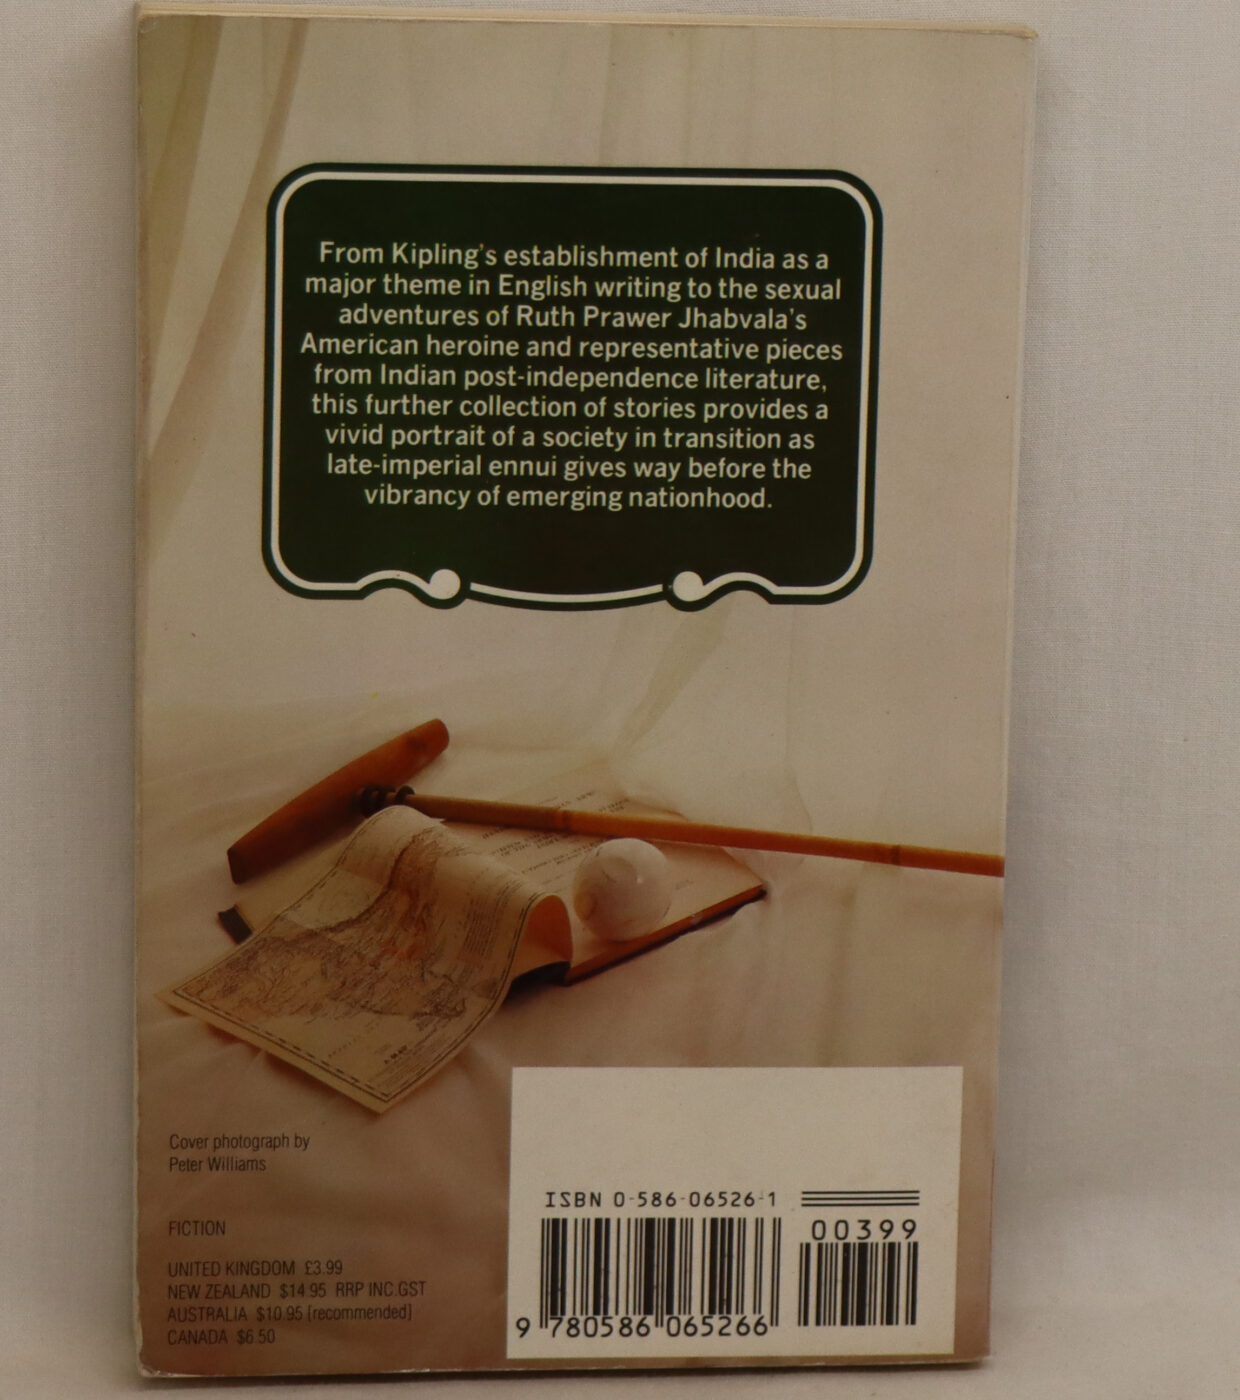 From Kipling's establishment of India as a
major theme in English writing to the sexual
adventures of Ruth Prawer Jhabvala's
American heroine and representative pieces
from Indian post-independence literature,
this further collection of stories provides a
vivid portrait of a society in transition as
late-imperial ennui gives way before the
vibrancy of emerging nationhood.
Cover photograph by
Peter Williams
FICTION
UNITED KINGDOM £3.99
NEW ZEALAND $14.95 RRP INC.GST
AUSTRALIA $10.95 (recommended)
CANADA $6.50
ISBN 0-586-06526-1
00399
9 780586 065266